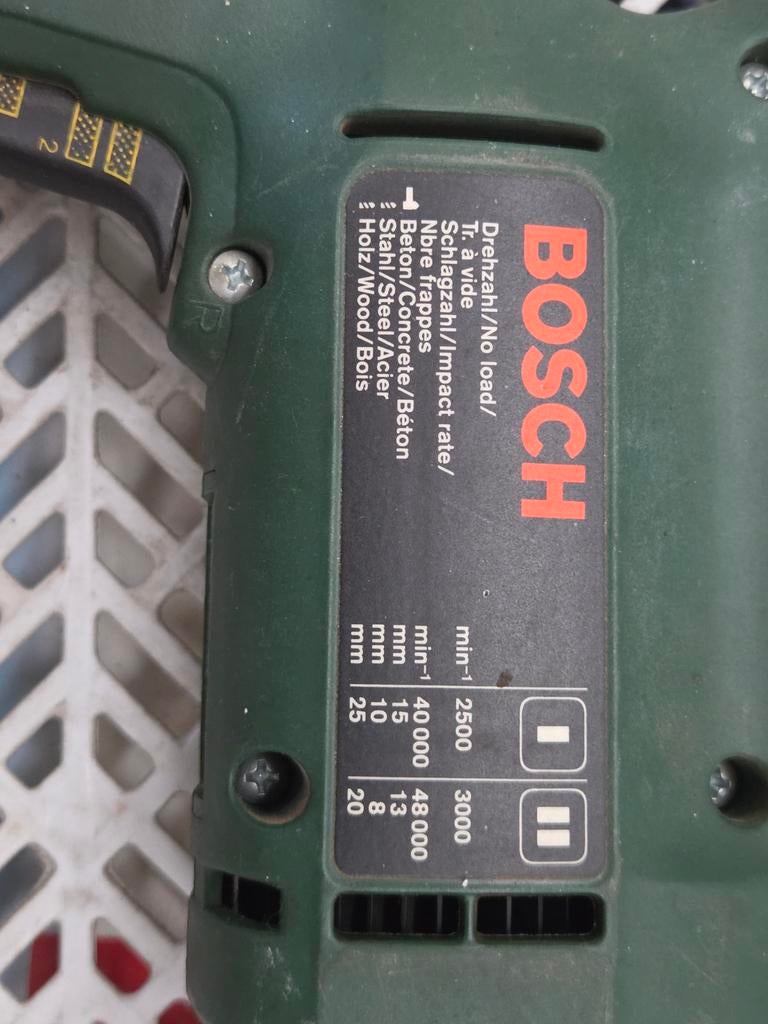 BOSCH
I II
Drehzahl/No load/
Tr. à vide min⁻¹ 2500 3000
Schlagzahl/Impact rate/
Nbre frappes min⁻¹ 40 000 48 000
Beton/Concrete/Béton mm 15 13
Stahl/Steel/Acier mm 10 8
Holz/Wood/Bois mm 25 20
2
R